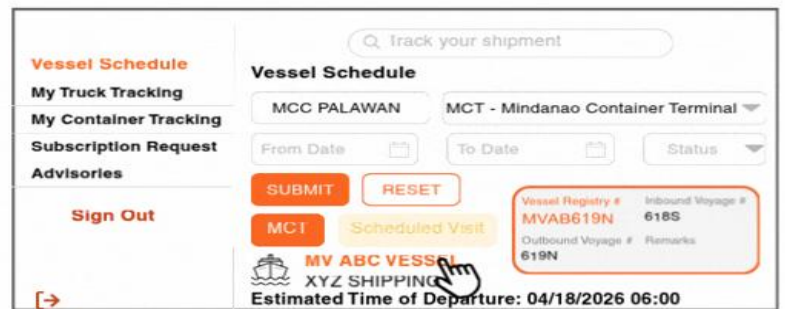 Track your shipment
Vessel Schedule
My Truck Tracking
My Container Tracking
Subscription Request
Advisories
Sign Out
Vessel Schedule
MCC PALAWAN
MCT - Mindanao Container Terminal
From Date
To Date
Status
SUBMIT
RESET
MCT
Scheduled Visit
Vessel Registry #
MVAB619N
Inbound Voyage #
618S
Outbound Voyage #
619N
Remarks
MV ABC VESSEL
XYZ SHIPPING
Estimated Time of Departure: 04/18/2026 06:00